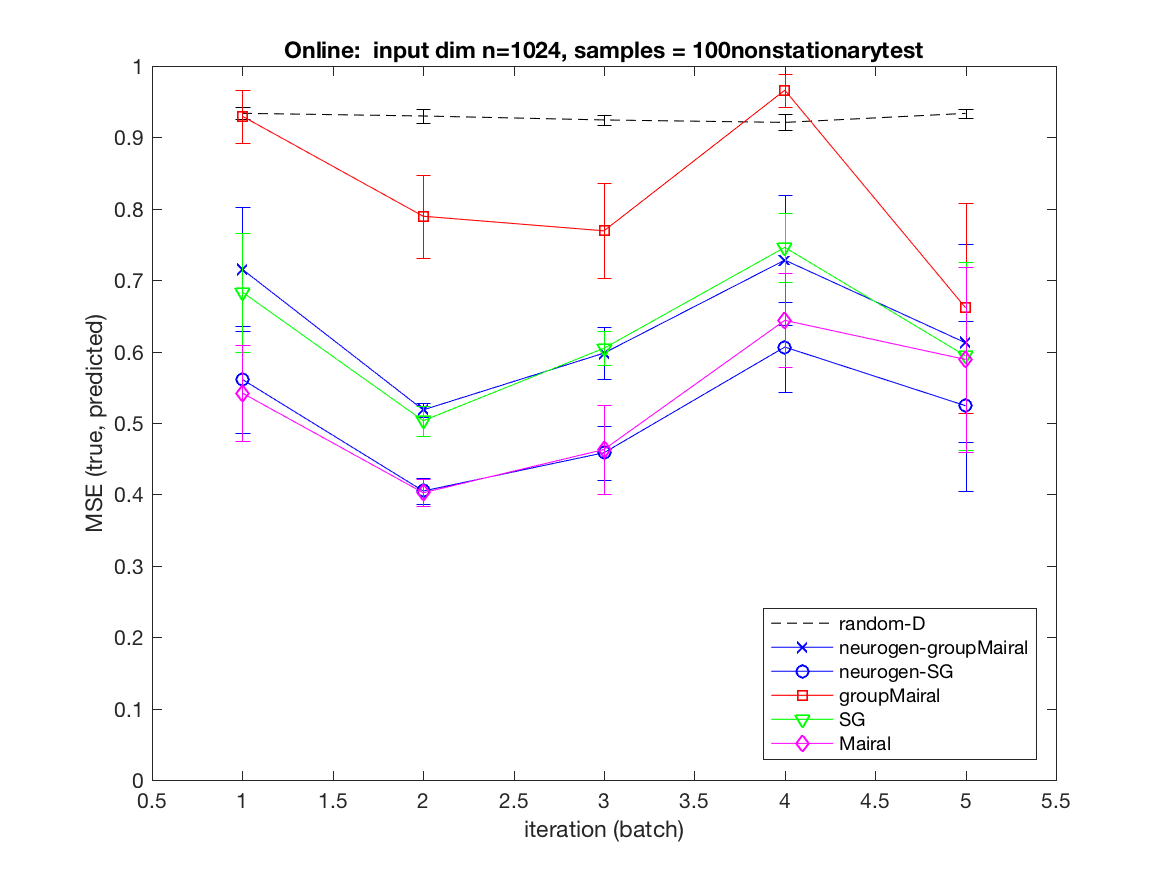 Online:  input dim n=1024, samples = 100nonstationarytest
MSE (true, predicted)
1
0.9
0.8
0.7
0.6
0.5
0.4
0.3
0.2
0.1
0
random-D
neurogen-groupMairal
neurogen-SG
groupMairal
SG
Mairal
0.5 1 1.5 2 2.5 3 3.5 4 4.5 5 5.5
iteration (batch)